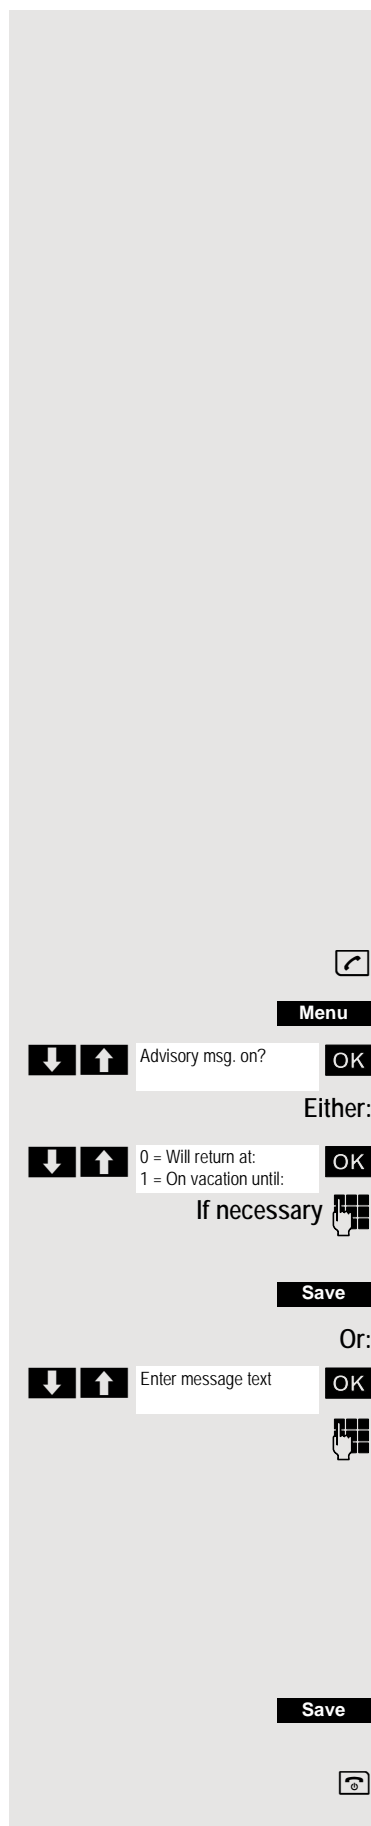 Menu
Advisory msg. on?
OK
Either:
0 = Will return at:
1 = On vacation until:
OK
If necessary
Save
Or:
Enter message text
OK
Save